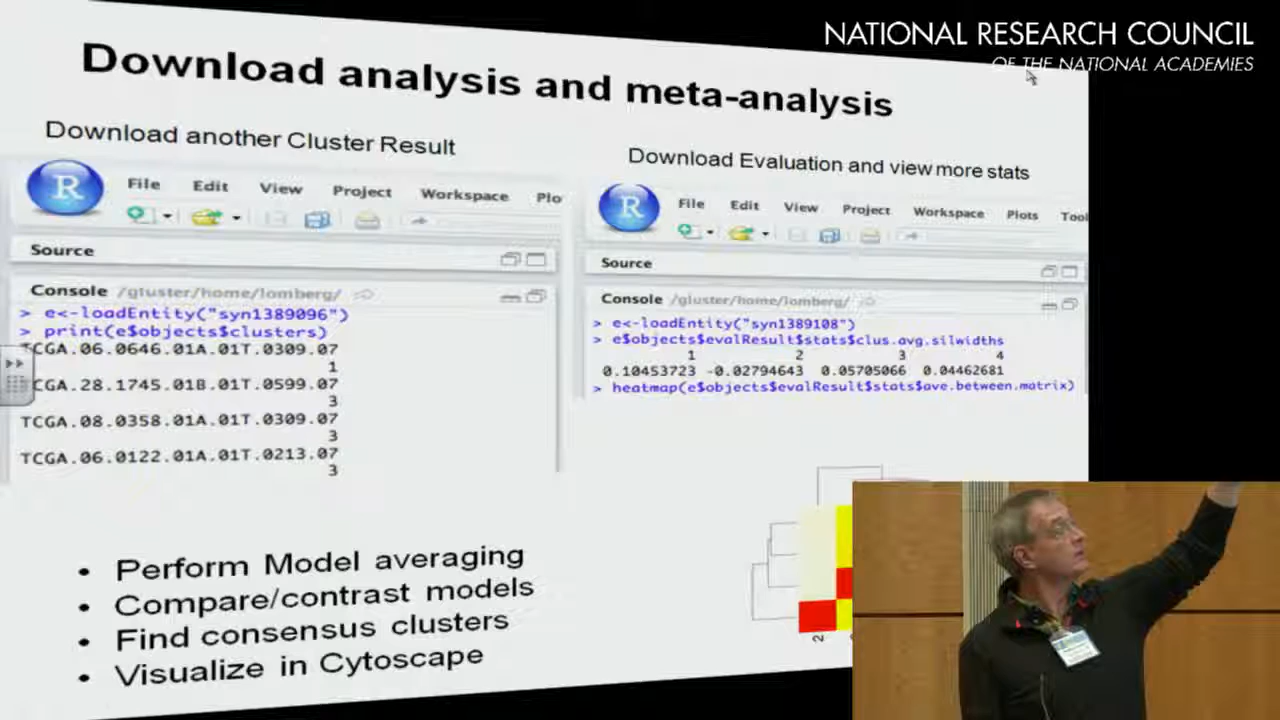 NATIONAL RESEARCH COUNCIL
OF THE NATIONAL ACADEMIES
Download analysis and meta-analysis
Download another Cluster Result
R
File Edit View Project Workspace Plo
Source
Console /gluster/home/lomberg/
> e<-loadEntity("syn1389096")
> print(e$objects$clusters)
TCGA.06.0646.01A.01T.0309.07
1
CGA.28.1745.01B.01T.0599.07
3
TCGA.08.0358.01A.01T.0309.07
3
TCGA.06.0122.01A.01T.0213.07
3
Download Evaluation and view more stats
R
File Edit View Project Workspace Plots Tool
Source
Console /gluster/home/lomberg/
> e<-loadEntity("syn1389108")
> e$objects$evalResult$stats$clus.avg.silwidths
1 2 3 4
0.10453723 -0.02794643 0.05705066 0.04462681
> heatmap(e$objects$evalResult$stats$ave.between.matrix)
• Perform Model averaging
• Compare/contrast models
• Find consensus clusters
• Visualize in Cytoscape
2